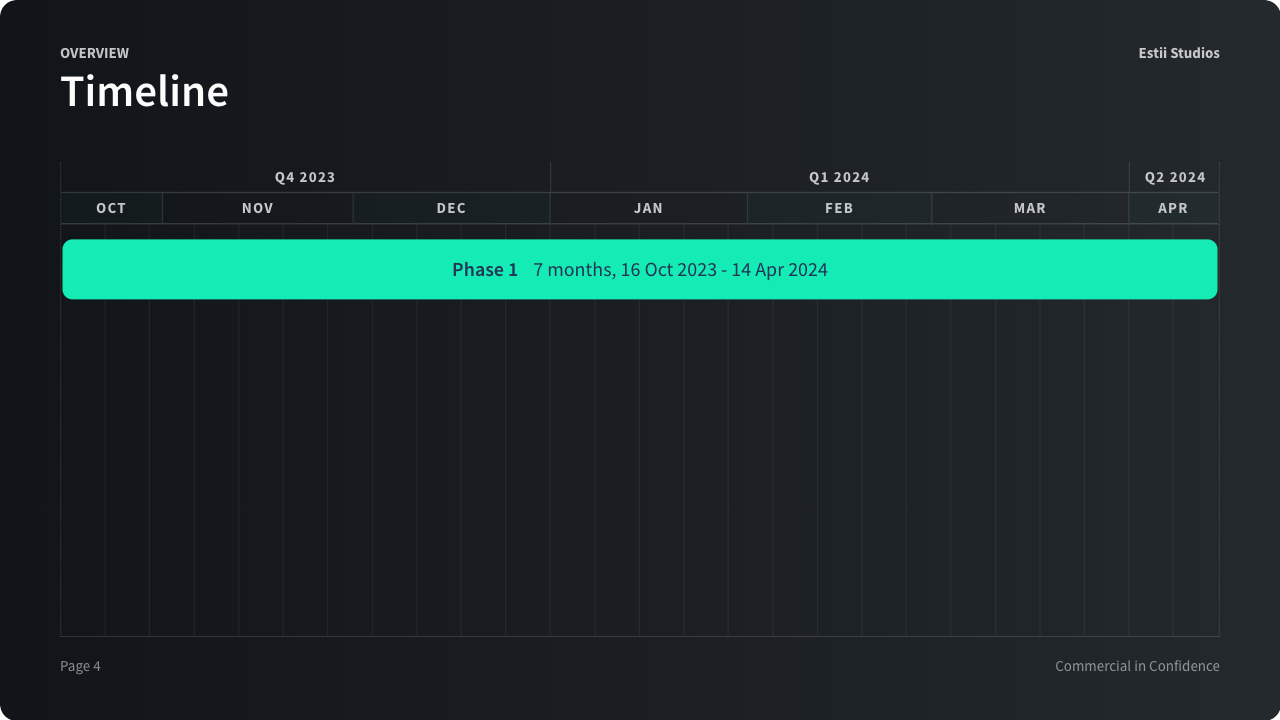 OVERVIEW
Estii Studios
Timeline
Q4 2023 Q1 2024 Q2 2024
OCT NOV DEC JAN FEB MAR APR
Phase 1 7 months, 16 Oct 2023 - 14 Apr 2024
Page 4
Commercial in Confidence